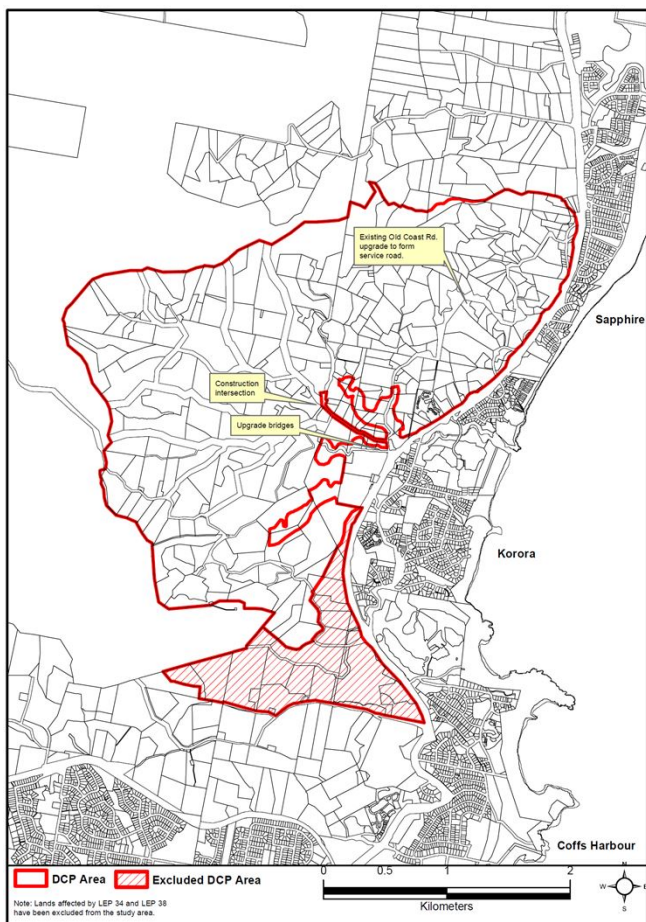 Existing Old Coast Rd.
upgrade to form
service road.
Sapphire
Construction
intersection
Upgrade bridges
Korora
Coffs Harbour
DCP Area
Excluded DCP Area
Note: Lands affected by LEP 34 and LEP 38
have been excluded from the study area.
0 0.5 1 2
Kilometers
N
W E
S